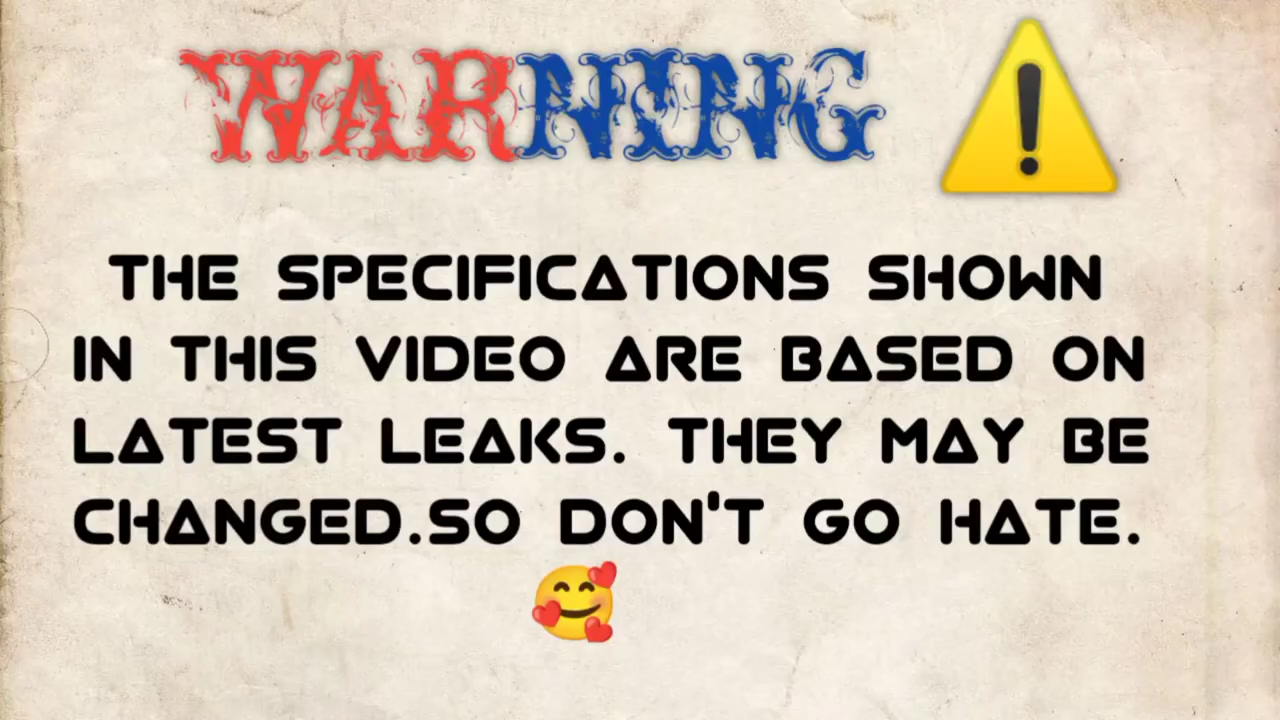 WARNING ⚠️
THE SPECIFICATIONS SHOWN
IN THIS VIDEO ARE BASED ON
LATEST LEAKS. THEY MAY BE
CHANGED.SO DON'T GO HATE.
🥰